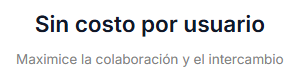 Sin costo por usuario
Maximice la colaboración y el intercambio